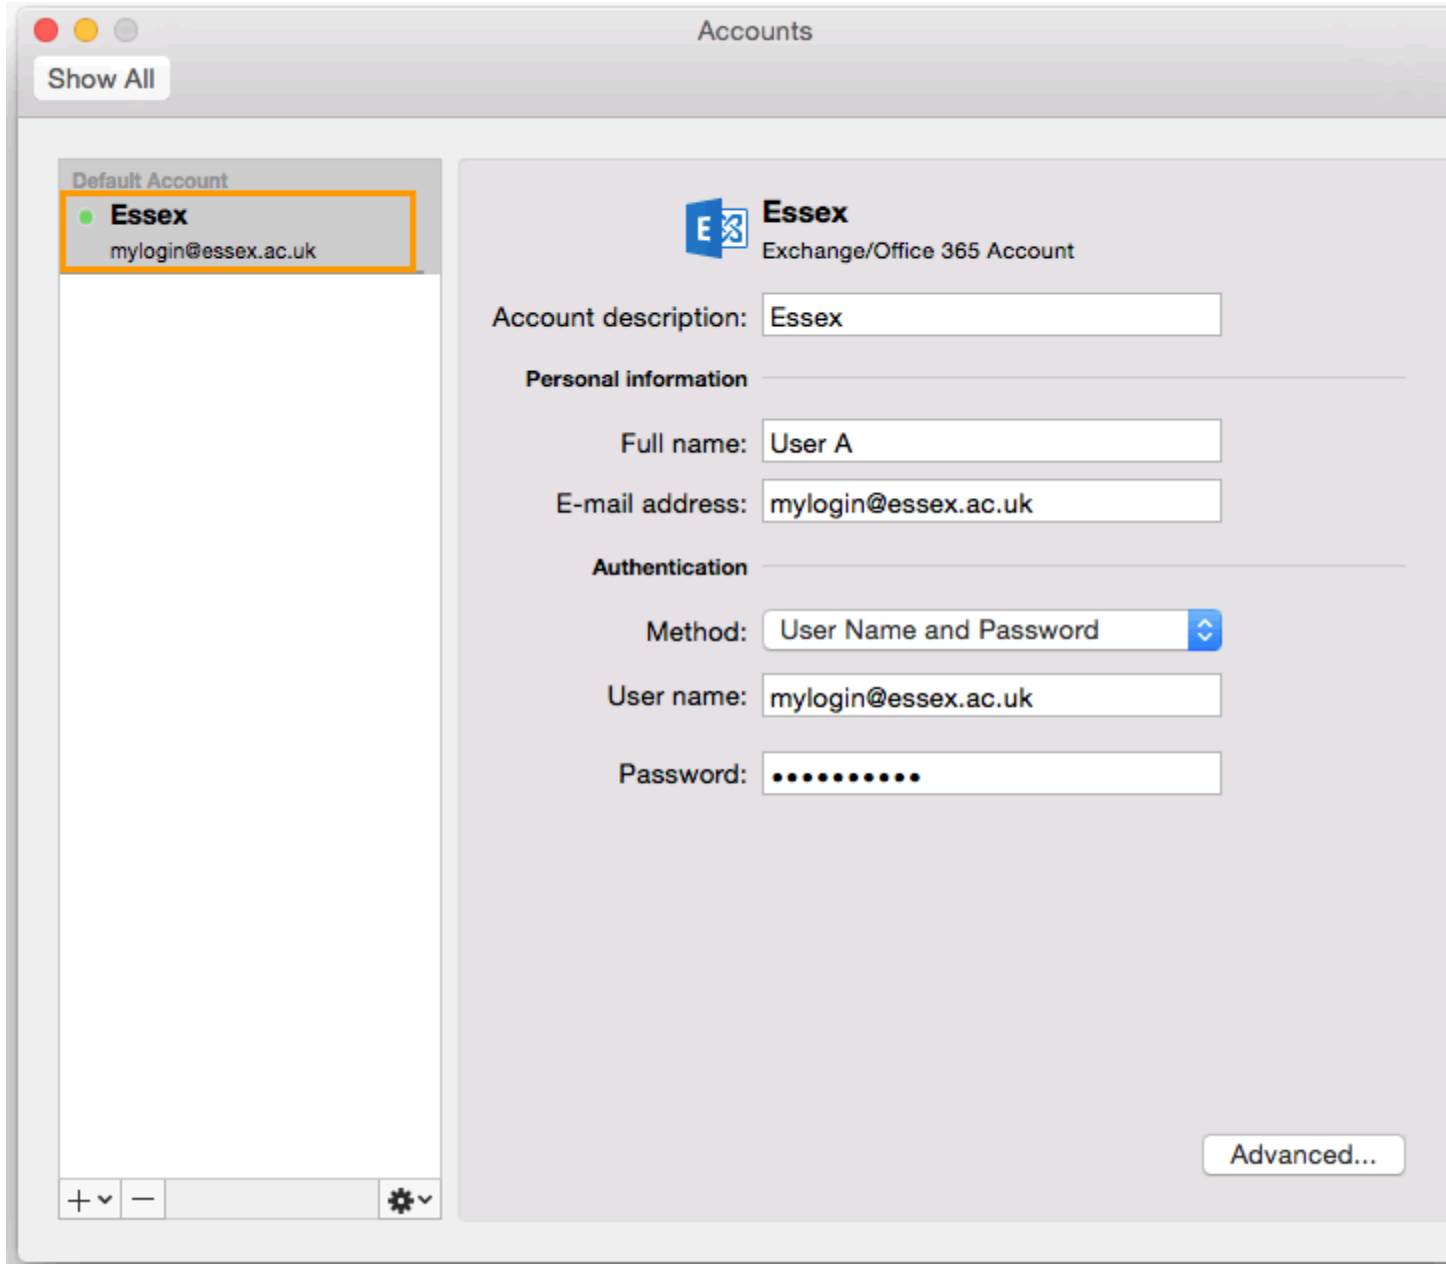 Accounts
Show All
Default Account
Essex
mylogin@essex.ac.uk
E
Essex
Exchange/Office 365 Account
Account description: Essex
Personal information
Full name: User A
E-mail address: mylogin@essex.ac.uk
Authentication
Method: User Name and Password
User name: mylogin@essex.ac.uk
Password: ••••••••••
Advanced...